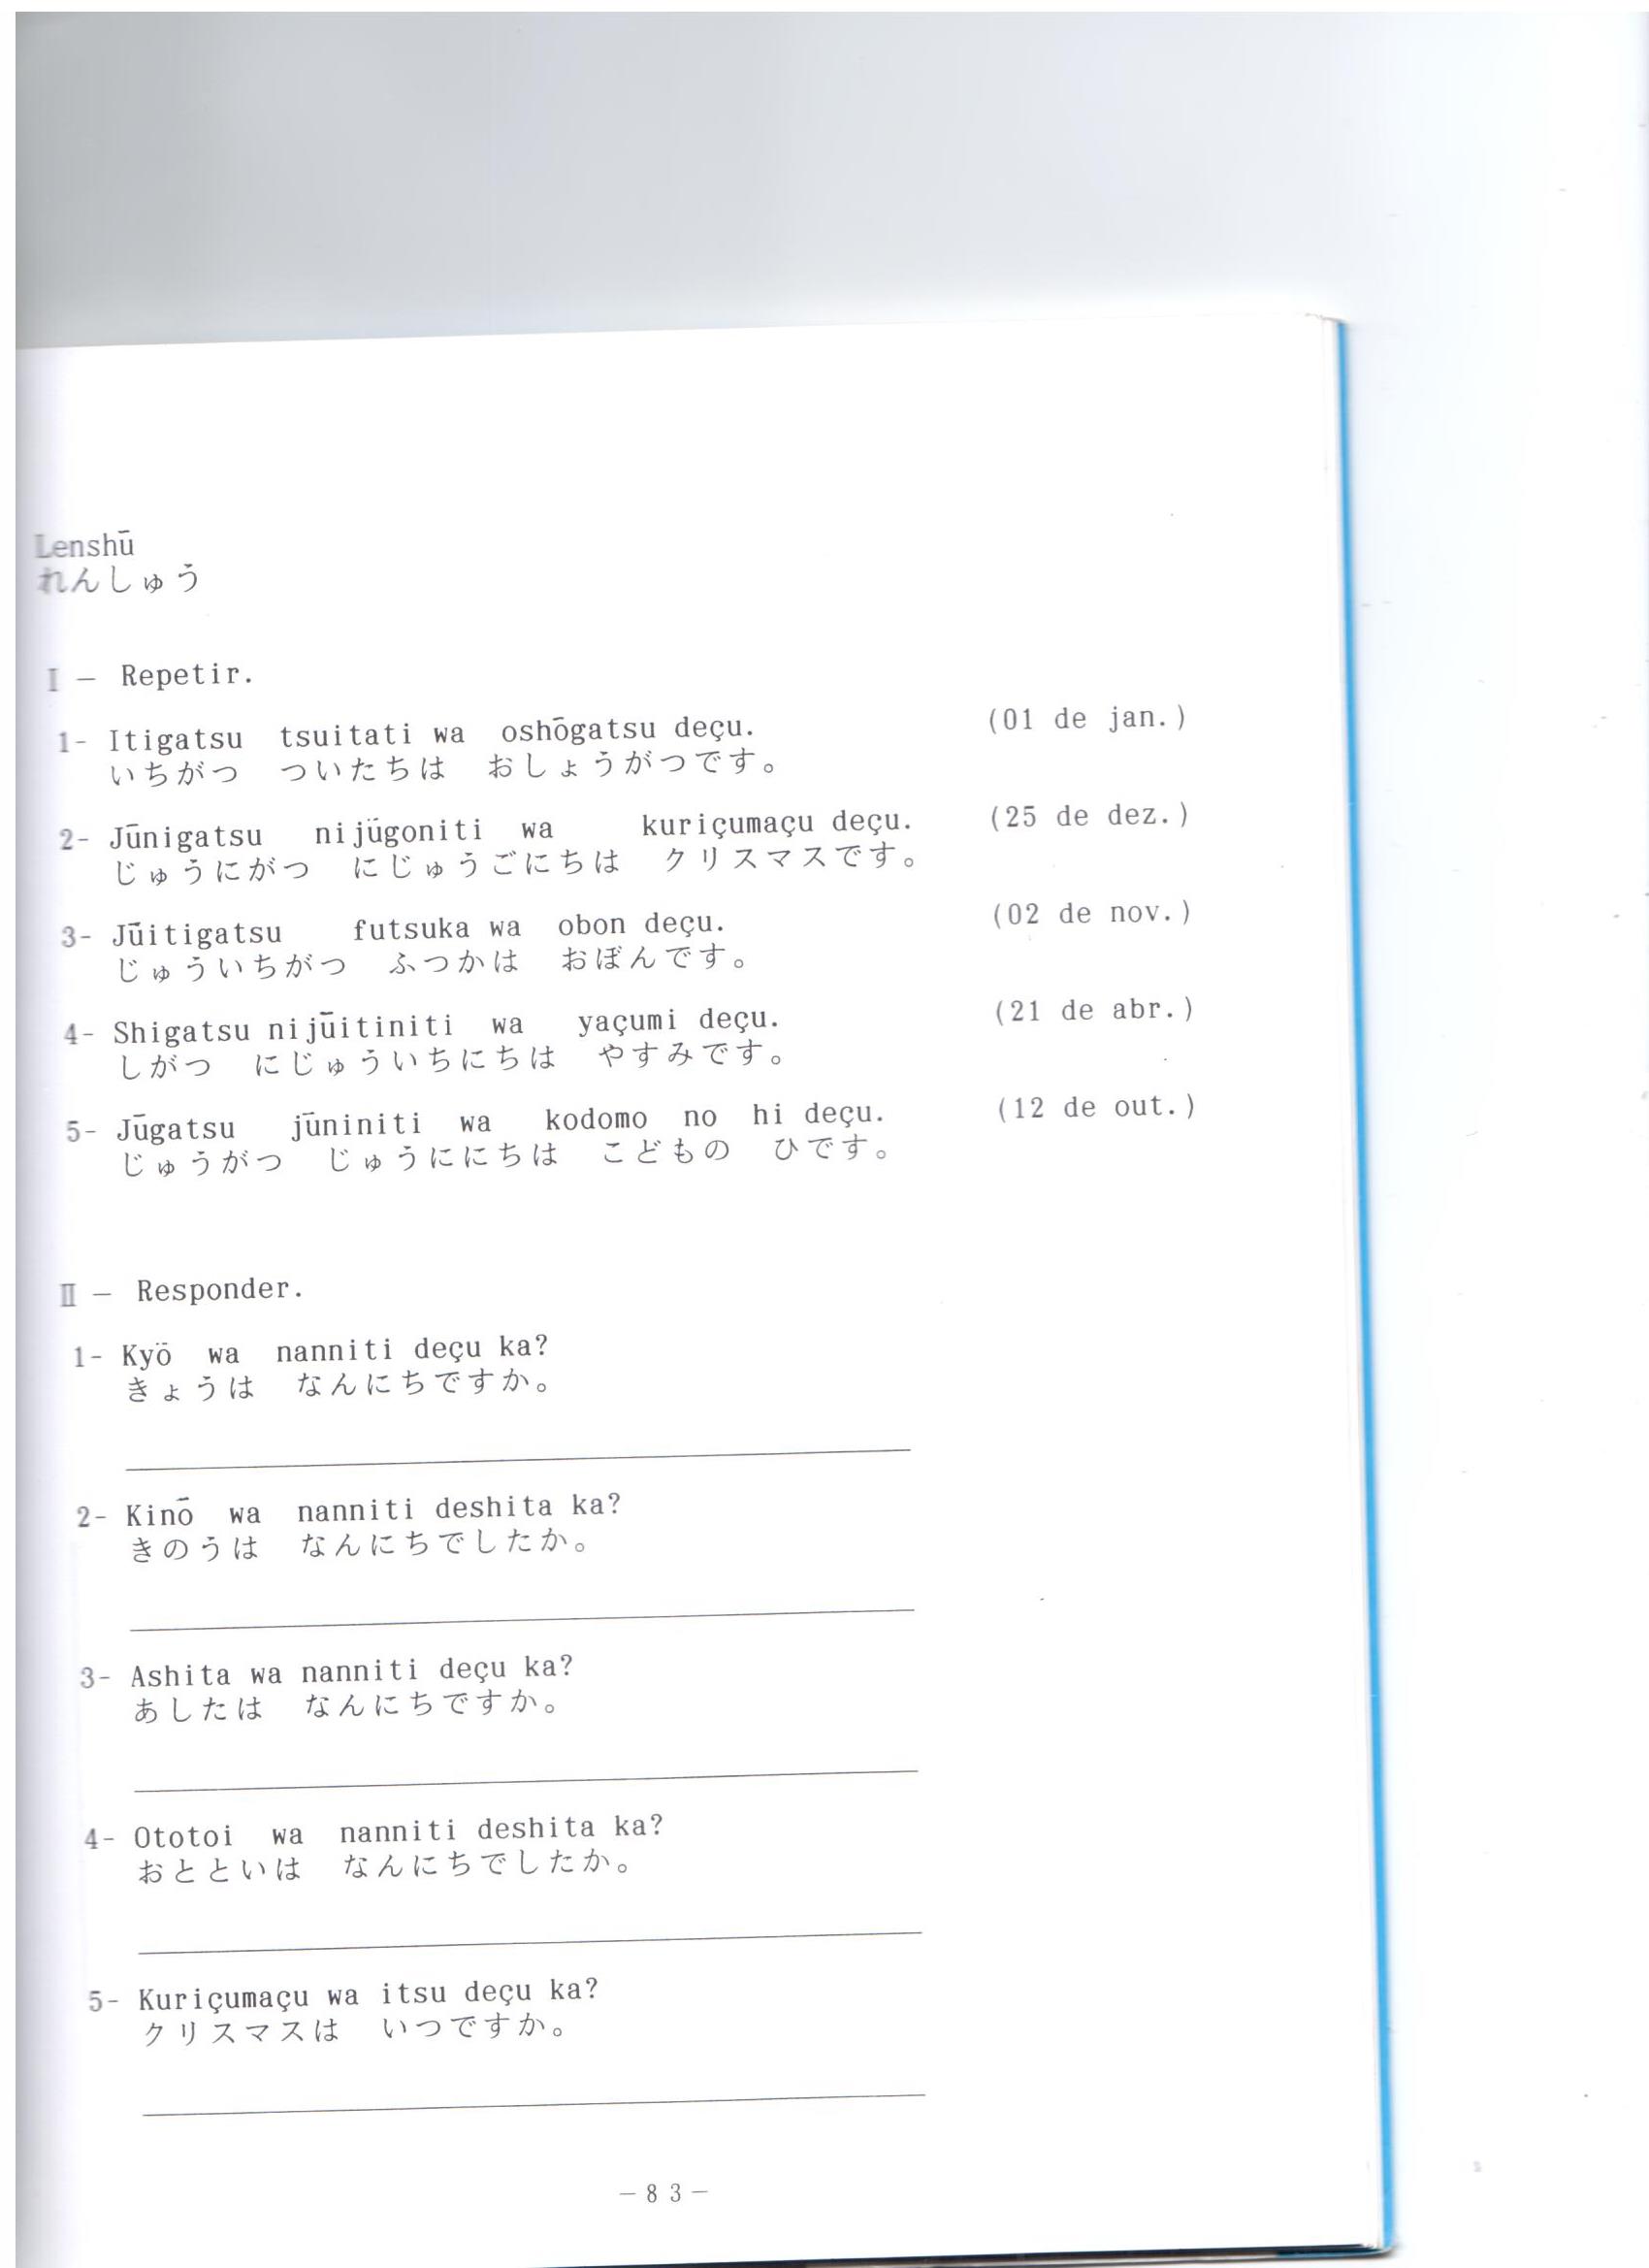 Lenshū
れんしゅう
I － Repetir.
1- Itigatsu tsuitati wa oshōgatsu deçu. (01 de jan.)
いちがつ ついたちは おしょうがつです。
2- Jūnigatsu nijūgoniti wa kuriçumaçu deçu. (25 de dez.)
じゅうにがつ にじゅうごにちは クリスマスです。
3- Jūitigatsu futsuka wa obon deçu. (02 de nov.)
じゅういちがつ ふつかは おぼんです。
4- Shigatsu nijūitiniti wa yaçumi deçu. (21 de abr.)
しがつ にじゅういちにちは やすみです。
5- Jūgatsu jūniniti wa kodomo no hi deçu. (12 de out.)
じゅうがつ じゅうににちは こどもの ひです。
Ⅱ － Responder.
1- Kyö wa nanniti deçu ka?
きょうは なんにちですか。
2- Kinō wa nanniti deshita ka?
きのうは なんにちでしたか。
3- Ashita wa nanniti deçu ka?
あしたは なんにちですか。
4- Ototoi wa nanniti deshita ka?
おとといは なんにちでしたか。
5- Kuriçumaçu wa itsu deçu ka?
クリスマスは いつですか。
－83－